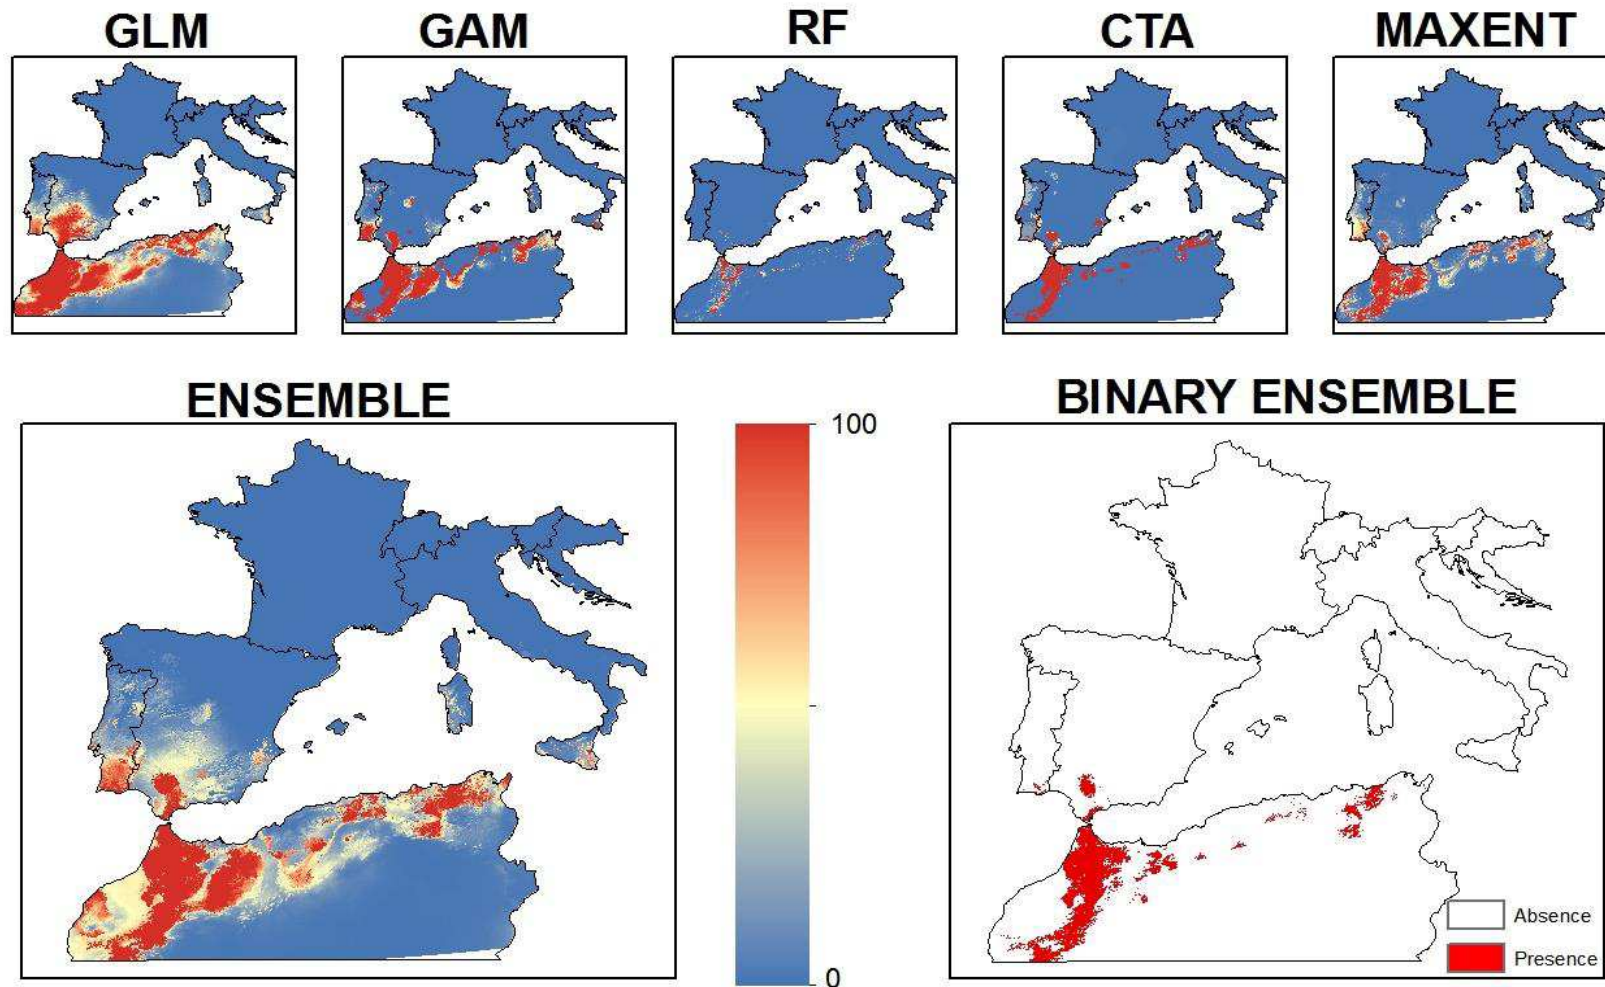 GLM
GAM
RF
CTA
MAXENT
ENSEMBLE
BINARY ENSEMBLE
100
0
Absence
Presence